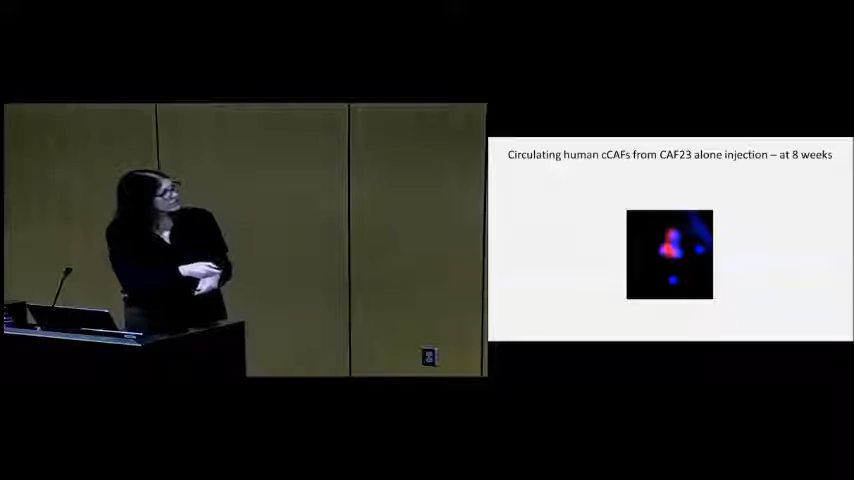 Circulating human cCAFs from CAF23 alone injection – at 8 weeks